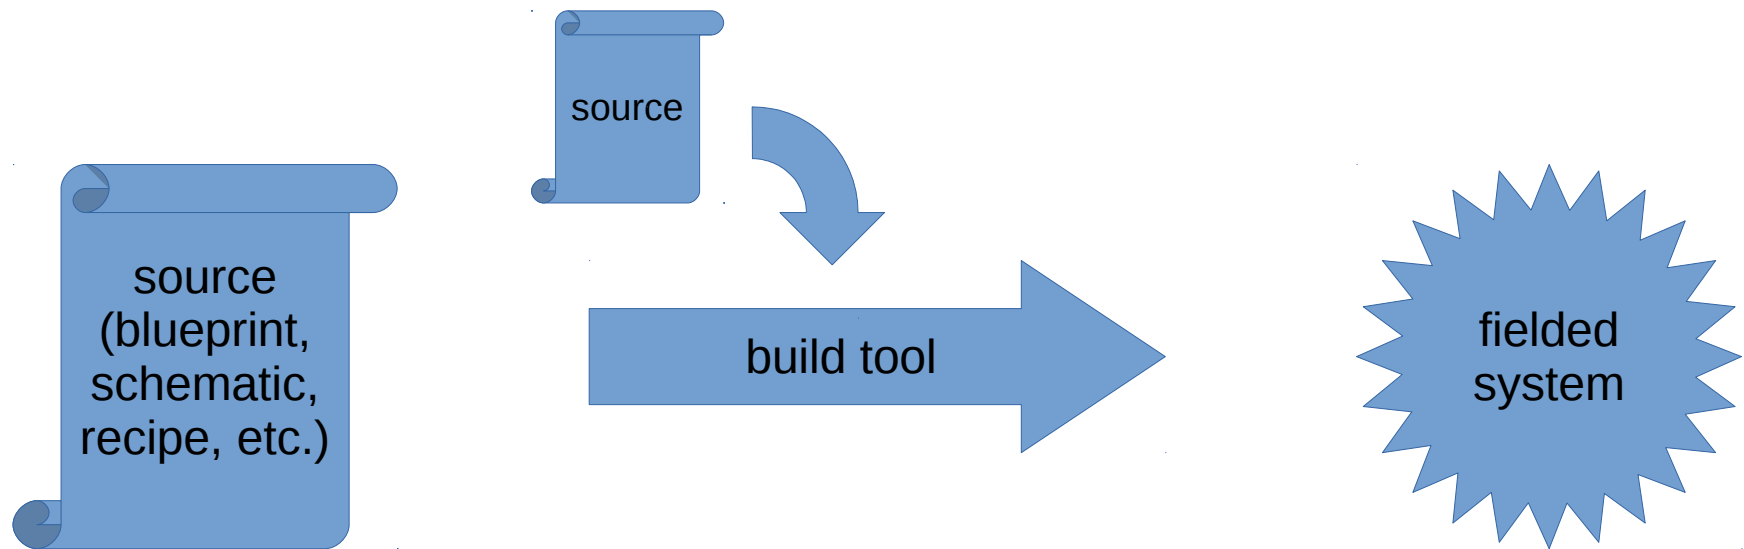 source
source
(blueprint,
schematic,
recipe, etc.)
build tool
fielded
system